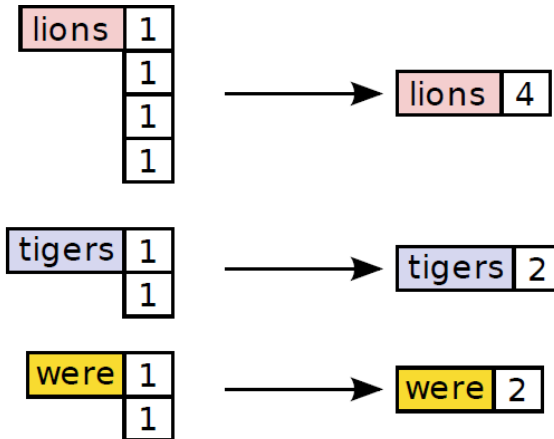 lions 1
1
1
1
lions 4
tigers 1
1
tigers 2
were 1
1
were 2